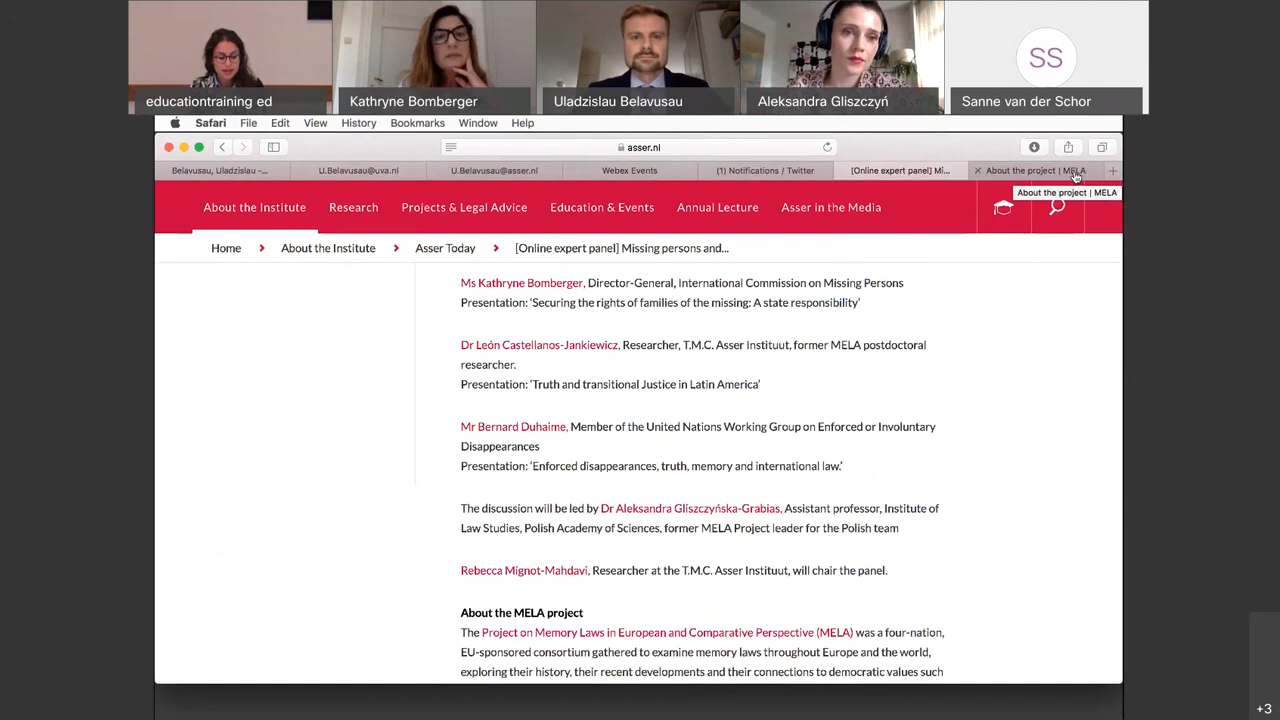 educationtraining ed
Kathryne Bomberger
Uladzislau Belavusau
Aleksandra Gliszczyń
SS
Sanne van der Schor
Safari File Edit View History Bookmarks Window Help
asser.nl
Belavusau, Uladzislau -... U.Belavusau@uva.nl U.Belavusau@asser.nl Webex Events (1) Notifications / Twitter [Online expert panel] Mi... About the project | MELA
About the project | MELA
About the Institute Research Projects & Legal Advice Education & Events Annual Lecture Asser in the Media
Home About the Institute Asser Today [Online expert panel] Missing persons and...
Ms Kathryne Bomberger, Director-General, International Commission on Missing Persons
Presentation: ‘Securing the rights of families of the missing: A state responsibility’
Dr León Castellanos-Jankiewicz, Researcher, T.M.C. Asser Instituut, former MELA postdoctoral
researcher.
Presentation: ‘Truth and transitional Justice in Latin America’
Mr Bernard Duhaime, Member of the United Nations Working Group on Enforced or Involuntary
Disappearances
Presentation: ‘Enforced disappearances, truth, memory and international law.’
The discussion will be led by Dr Aleksandra Gliszczyńska-Grabias, Assistant professor, Institute of
Law Studies, Polish Academy of Sciences, former MELA Project leader for the Polish team
Rebecca Mignot-Mahdavi, Researcher at the T.M.C. Asser Instituut, will chair the panel.
About the MELA project
The Project on Memory Laws in European and Comparative Perspective (MELA) was a four-nation,
EU-sponsored consortium gathered to examine memory laws throughout Europe and the world,
exploring their history, their recent developments and their connections to democratic values such
+3